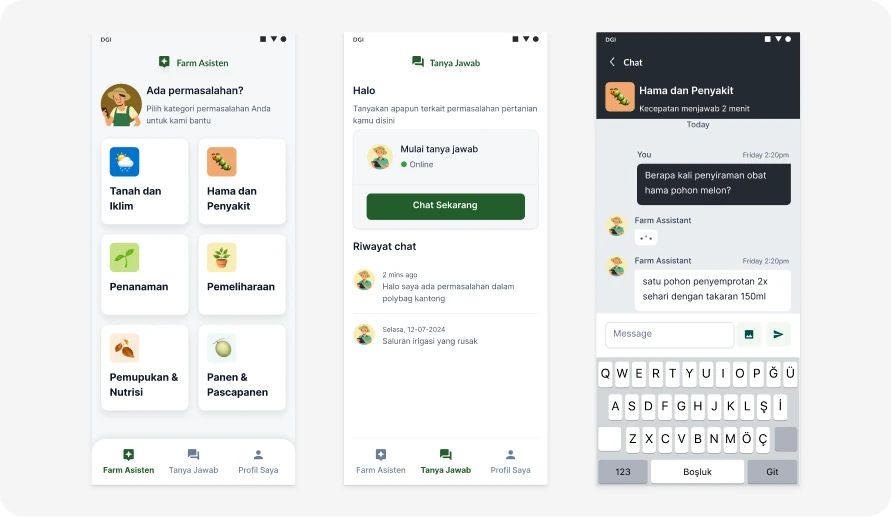 DGI
Farm Asisten
Ada permasalahan?
Pilih kategori permasalahan Anda
untuk kami bantu
Tanah dan
Iklim
Hama dan
Penyakit
Penanaman
Pemeliharaan
Pemupukan &
Nutrisi
Panen &
Pascapanen
Farm Asisten
Tanya Jawab
Profil Saya
DGI
Tanya Jawab
Halo
Tanyakan apapun terkait permasalahan pertanian
kamu disini
Mulai tanya jawab
Online
Chat Sekarang
Riwayat chat
2 mins ago
Halo saya ada permasalahan dalam
polybag kantong
Selasa, 12-07-2024
Saluran irigasi yang rusak
Farm Asisten
Tanya Jawab
Profil Saya
DGI
Chat
Hama dan Penyakit
Kecepatan menjawab 2 menit
Today
You
Friday 2:20pm
Berapa kali penyiraman obat
hama pohon melon?
Farm Assistant
Farm Assistant
Friday 2:20pm
satu pohon penyemprotan 2x
sehari dengan takaran 150ml
Message
Q W E R T Y U I O P Ğ Ü
A S D F G H J K L Ş İ
Z X C V B N M Ö Ç
123
Boşluk
Git